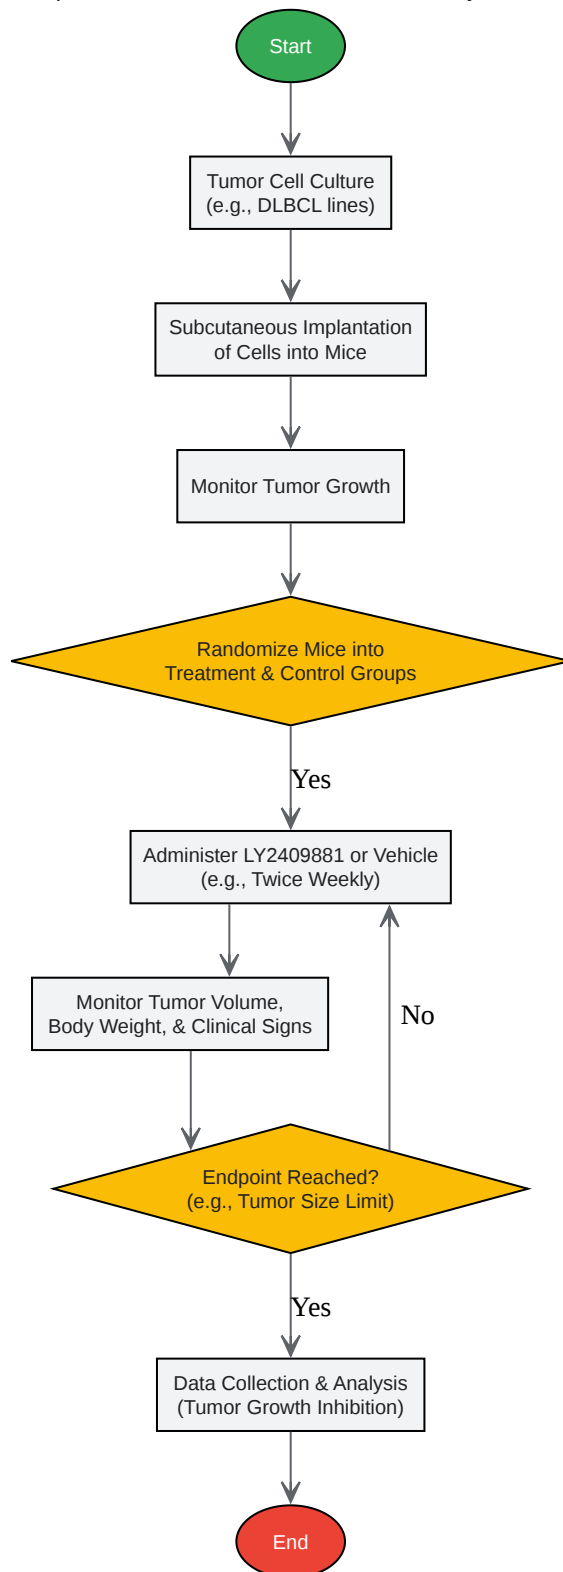 Start
Tumor Cell Culture
(e.g., DLBCL lines)
Subcutaneous Implantation
of Cells into Mice
Monitor Tumor Growth
Randomize Mice into
Treatment & Control Groups
Yes
Administer LY2409881 or Vehicle
(e.g., Twice Weekly)
Monitor Tumor Volume,
Body Weight, & Clinical Signs
No
Endpoint Reached?
(e.g., Tumor Size Limit)
Yes
Data Collection & Analysis
(Tumor Growth Inhibition)
End